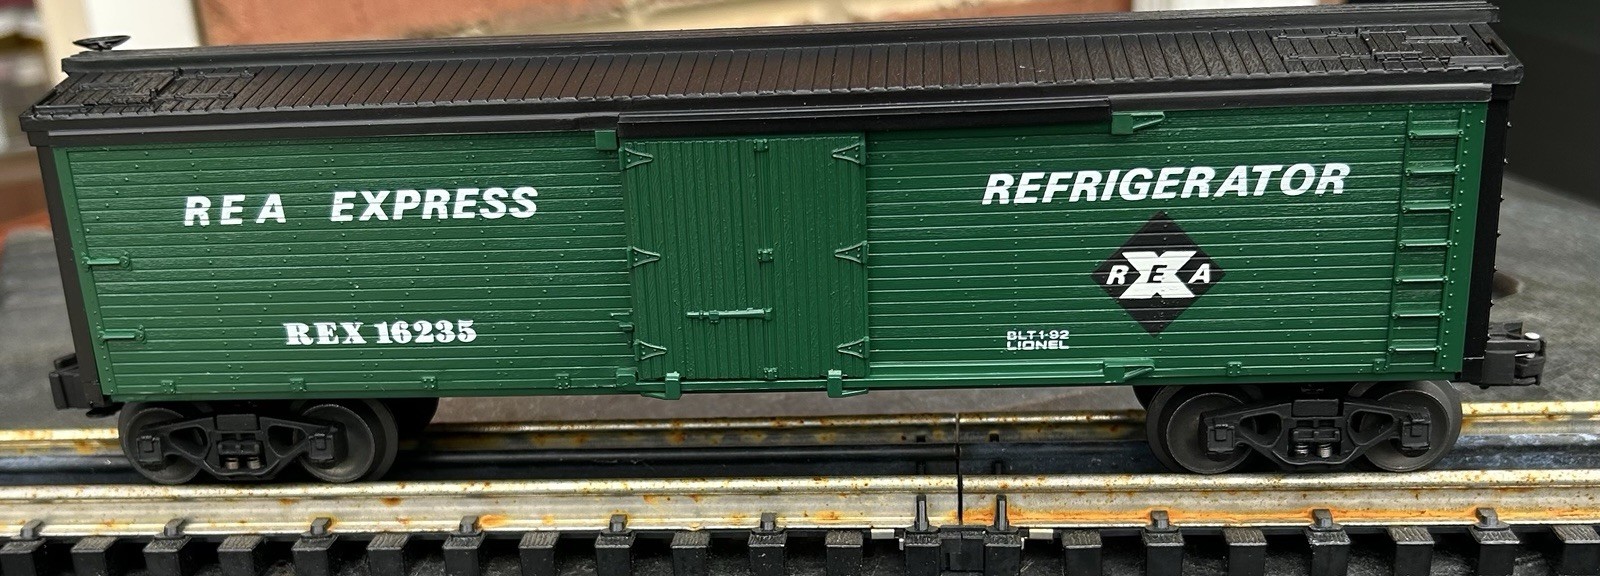 REA EXPRESS
REX 16235
REFRIGERATOR
REA
X
BLT 1-92
LIONEL